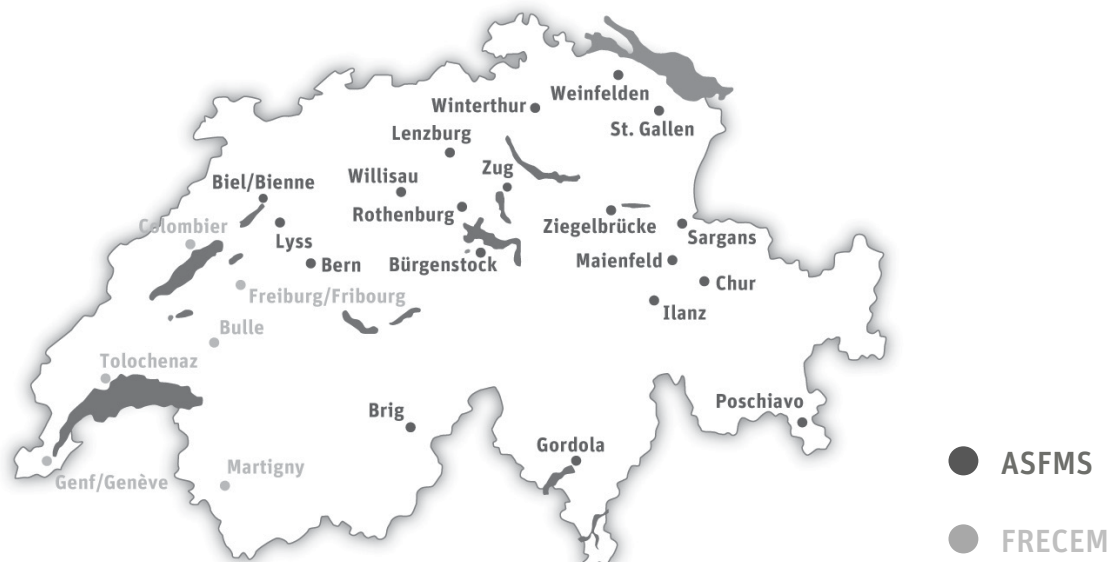 Weinfelden
Winterthur
St. Gallen
Lenzburg
Zug
Willisau
Biel/Bienne
Rothenburg
Colombier
Ziegelbrücke
Sargans
Lyss
Bern
Bürgenstock
Maienfeld
Chur
Freiburg/Fribourg
Ilanz
Bulle
Tolochenaz
Poschiavo
Brig
Gordola
Martigny
Genf/Genève
ASFMS
FRECEM